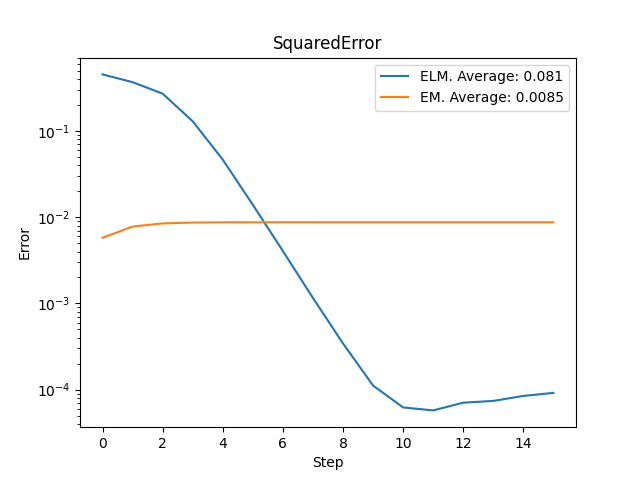 SquaredError
ELM. Average: 0.081
EM. Average: 0.0085
10⁻¹
10⁻²
10⁻³
10⁻⁴
Error
0 2 4 6 8 10 12 14
Step